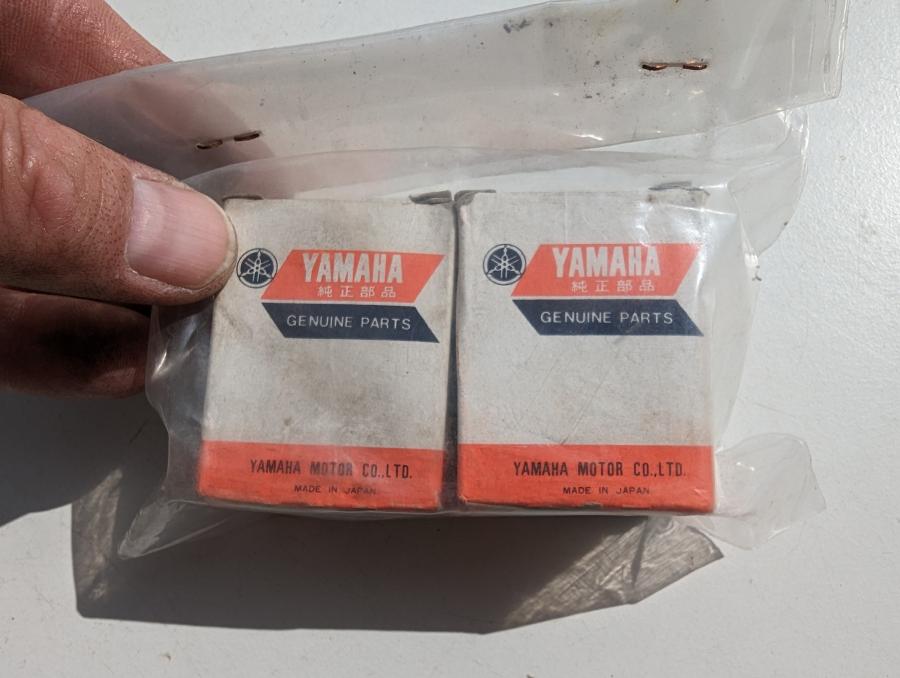 YAMAHA
純正部品
GENUINE PARTS
YAMAHA MOTOR CO.,LTD.
MADE IN JAPAN
YAMAHA
純正部品
GENUINE PARTS
YAMAHA MOTOR CO.,LTD.
MADE IN JAPAN